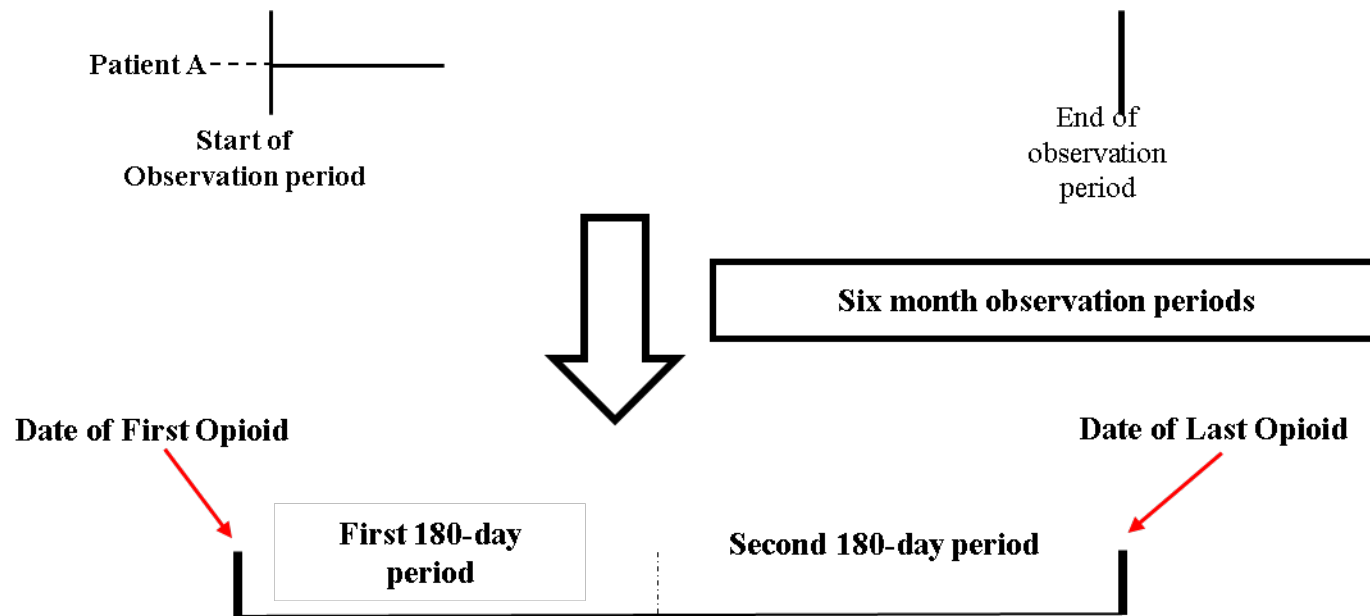 Patient A
Start of
Observation period
End of
observation
period
Six month observation periods
Date of First Opioid
Date of Last Opioid
First 180-day
period
Second 180-day period